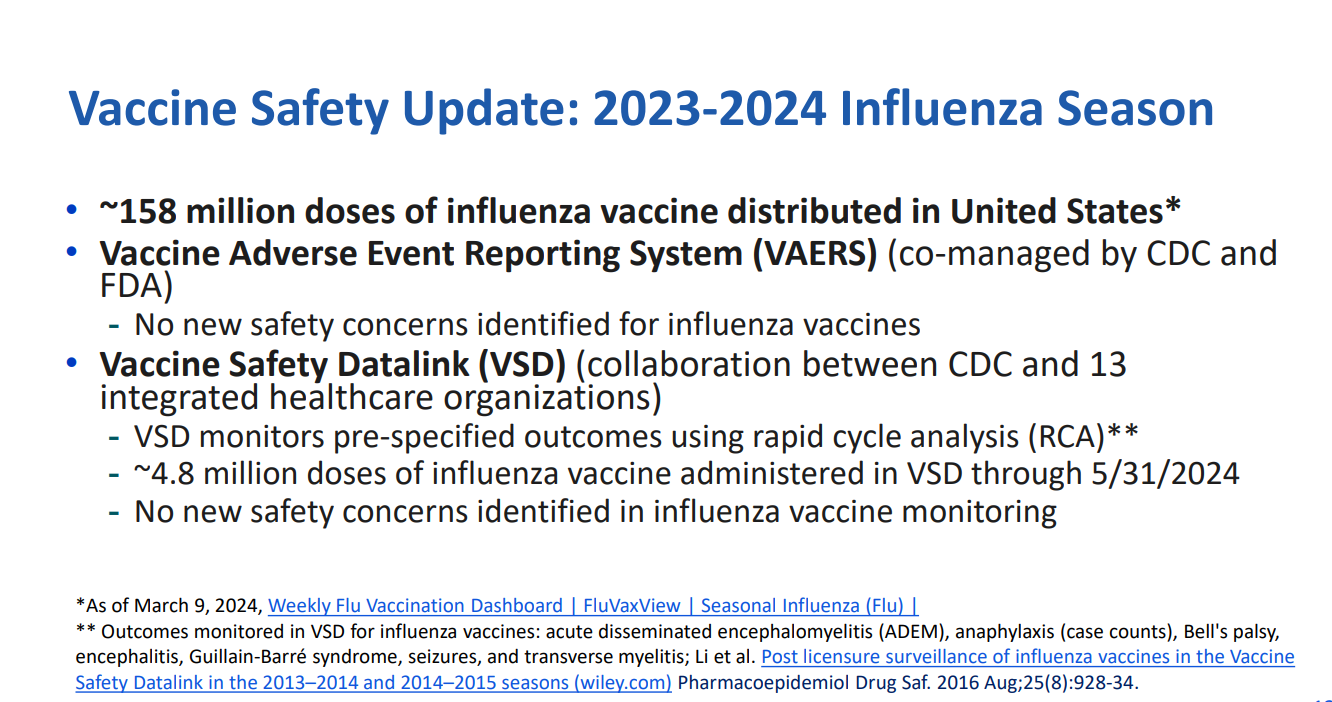 Vaccine Safety Update: 2023-2024 Influenza Season
• ~158 million doses of influenza vaccine distributed in United States*
• Vaccine Adverse Event Reporting System (VAERS) (co-managed by CDC and
FDA)
- No new safety concerns identified for influenza vaccines
• Vaccine Safety Datalink (VSD) (collaboration between CDC and 13
integrated healthcare organizations)
- VSD monitors pre-specified outcomes using rapid cycle analysis (RCA)**
- ~4.8 million doses of influenza vaccine administered in VSD through 5/31/2024
- No new safety concerns identified in influenza vaccine monitoring
*As of March 9, 2024, Weekly Flu Vaccination Dashboard | FluVaxView | Seasonal Influenza (Flu) |
** Outcomes monitored in VSD for influenza vaccines: acute disseminated encephalomyelitis (ADEM), anaphylaxis (case counts), Bell's palsy,
encephalitis, Guillain-Barré syndrome, seizures, and transverse myelitis; Li et al. Post licensure surveillance of influenza vaccines in the Vaccine
Safety Datalink in the 2013–2014 and 2014–2015 seasons (wiley.com) Pharmacoepidemiol Drug Saf. 2016 Aug;25(8):928-34.